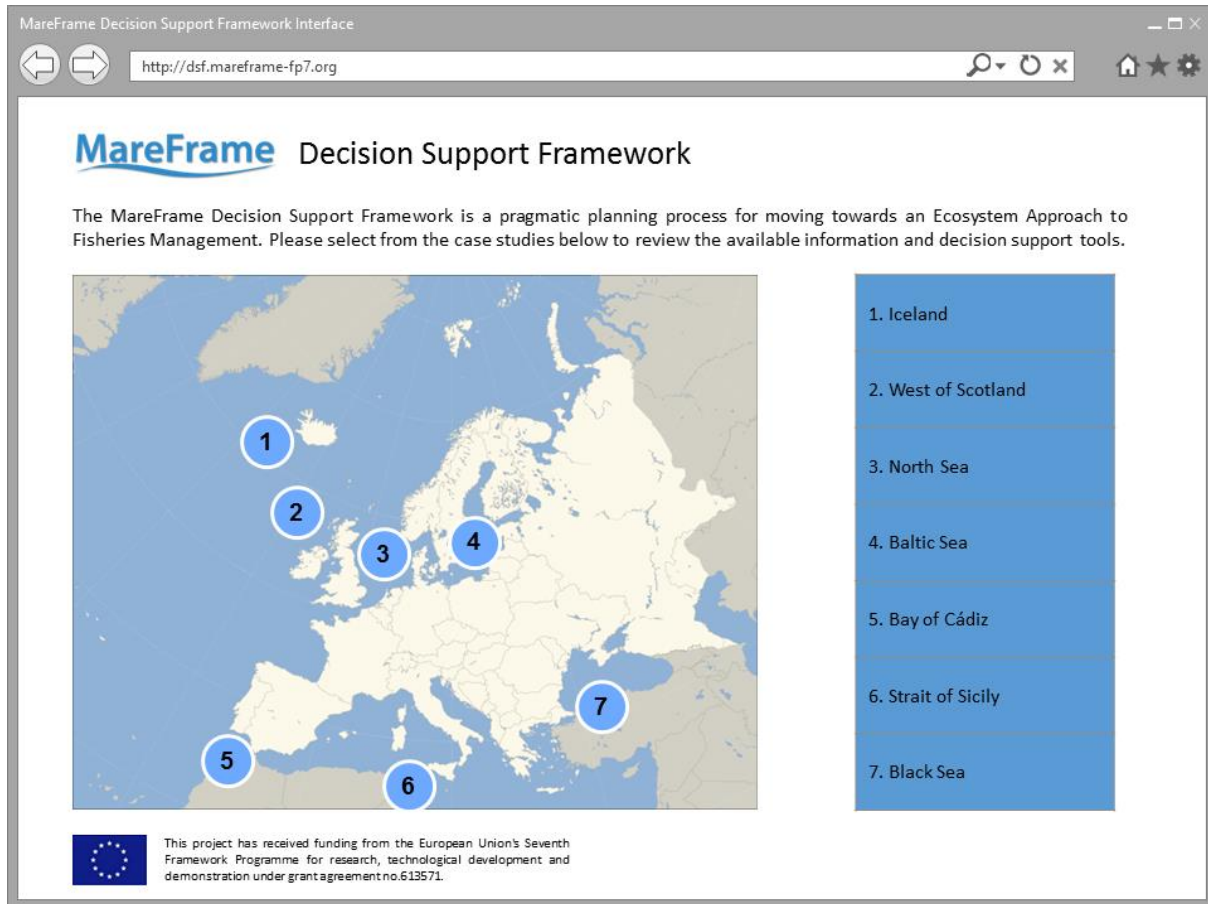 MareFrame Decision Support Framework Interface
http://dsf.mareframe-fp7.org
MareFrame Decision Support Framework
The MareFrame Decision Support Framework is a pragmatic planning process for moving towards an Ecosystem Approach to
Fisheries Management. Please select from the case studies below to review the available information and decision support tools.
1
2
3
4
5
6
7
1. Iceland
2. West of Scotland
3. North Sea
4. Baltic Sea
5. Bay of Cádiz
6. Strait of Sicily
7. Black Sea
This project has received funding from the European Union's Seventh
Framework Programme for research, technological development and
demonstration under grant agreement no.613571.